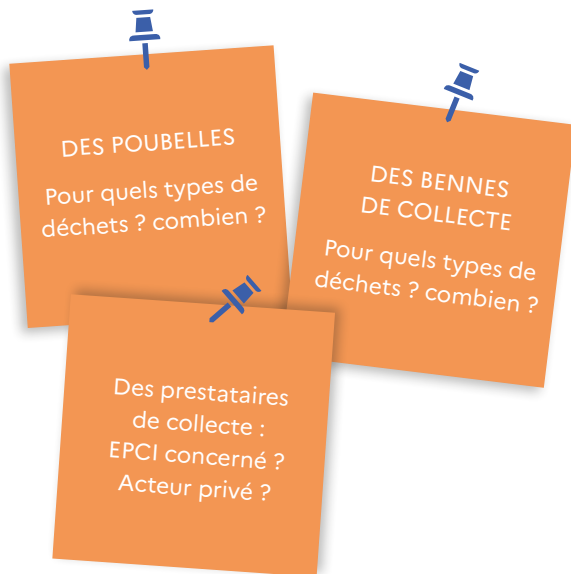 DES POUBELLES
Pour quels types de
déchets ? combien ?
DES BENNES
DE COLLECTE
Pour quels types de
déchets ? combien ?
Des prestataires
de collecte :
EPCI concerné ?
Acteur privé ?